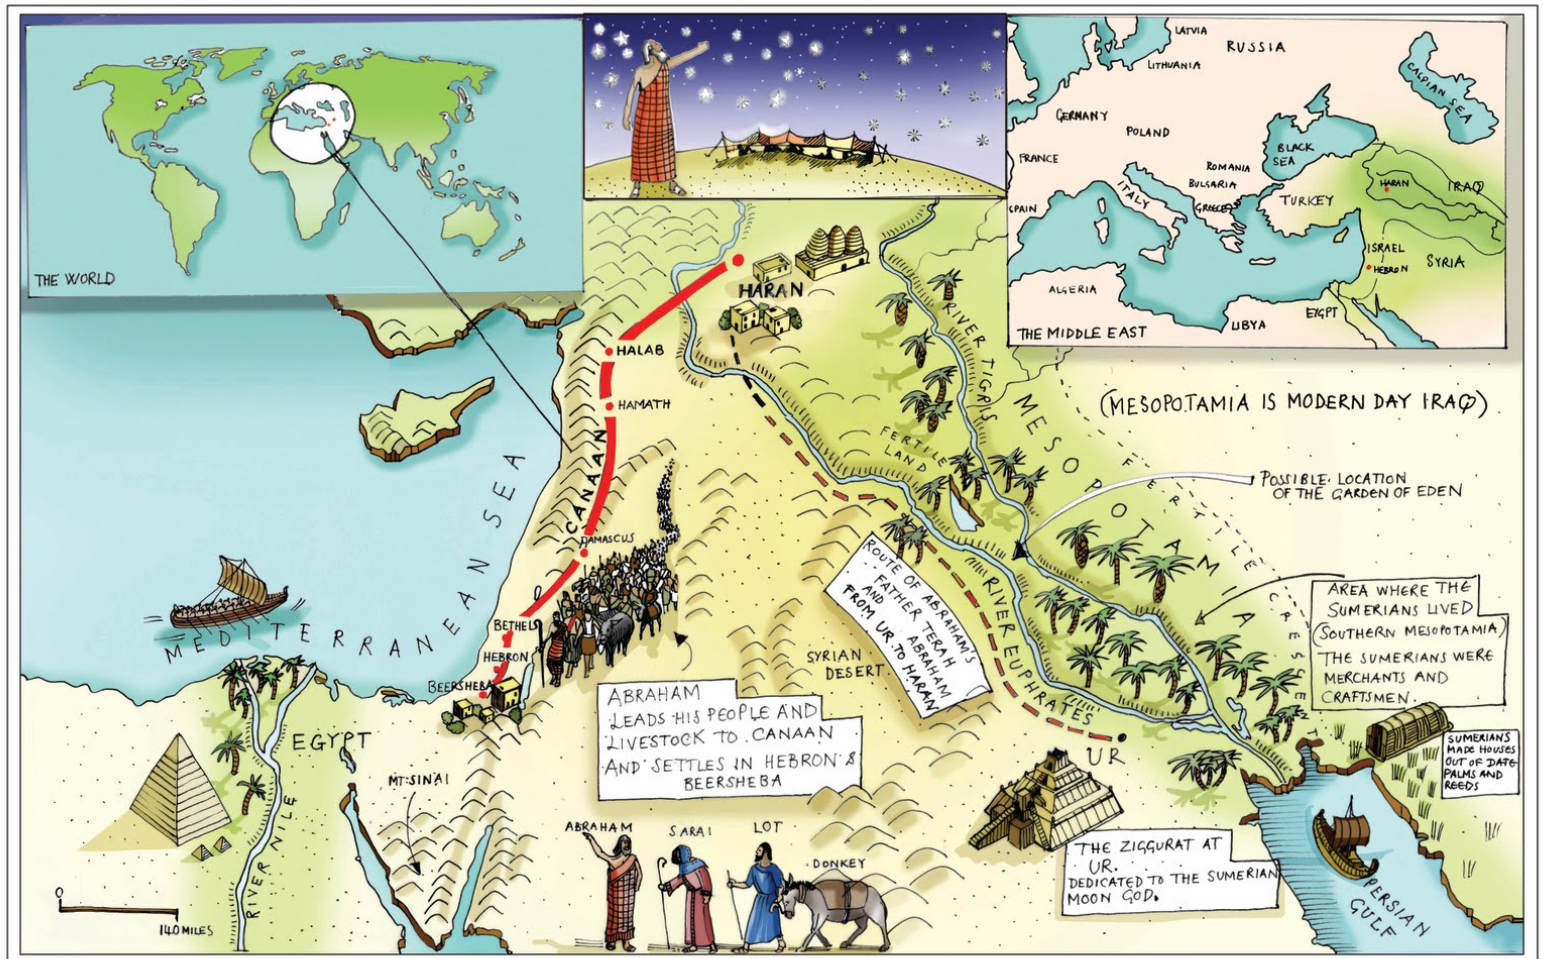 THE WORLD
LATVIA
RUSSIA
LITHUANIA
GERMANY
POLAND
FRANCE
ROMANIA
BULGARIA
ITALY
GREECE
SPAIN
BLACK
SEA
CASPIAN SEA
TURKEY
HARAN
IRAQ
ISRAEL
HEBRON
SYRIA
ALGERIA
LIBYA
EYGPT
THE MIDDLE EAST
HARAN
HALAB
HAMATH
CANAAN
DAMASCUS
BETHEL
HEBRON
BEERSHEBA
MEDITERRANEAN SEA
RIVER TIGRIS
FERTILE
LAND
MESOPOTAMIA
FERTILE CRESENT
(MESOPOTAMIA IS MODERN DAY IRAQ)
POSSIBLE LOCATION
OF THE GARDEN OF EDEN
ROUTE OF ABRAHAM'S
FATHER TERAH
AND ABRAHAM
FROM UR TO HARAN
RIVER EUPHRATES
SYRIAN
DESERT
AREA WHERE THE
SUMERIANS LIVED
(SOUTHERN MESOPOTAMIA)
THE SUMERIANS WERE
MERCHANTS AND
CRAFTSMEN.
SUMERIANS
MADE HOUSES
OUT OF DATE
PALMS AND
REEDS
ABRAHAM
LEADS HIS PEOPLE AND
LIVESTOCK TO CANAAN
AND SETTLES IN HEBRON &
BEERSHEBA
UR
THE ZIGGURAT AT
UR.
DEDICATED TO THE SUMERIAN
MOON GOD.
PERSIAN
GULF
EGYPT
MT. SINAI
RIVER NILE
0
140 MILES
ABRAHAM
SARAI
LOT
DONKEY